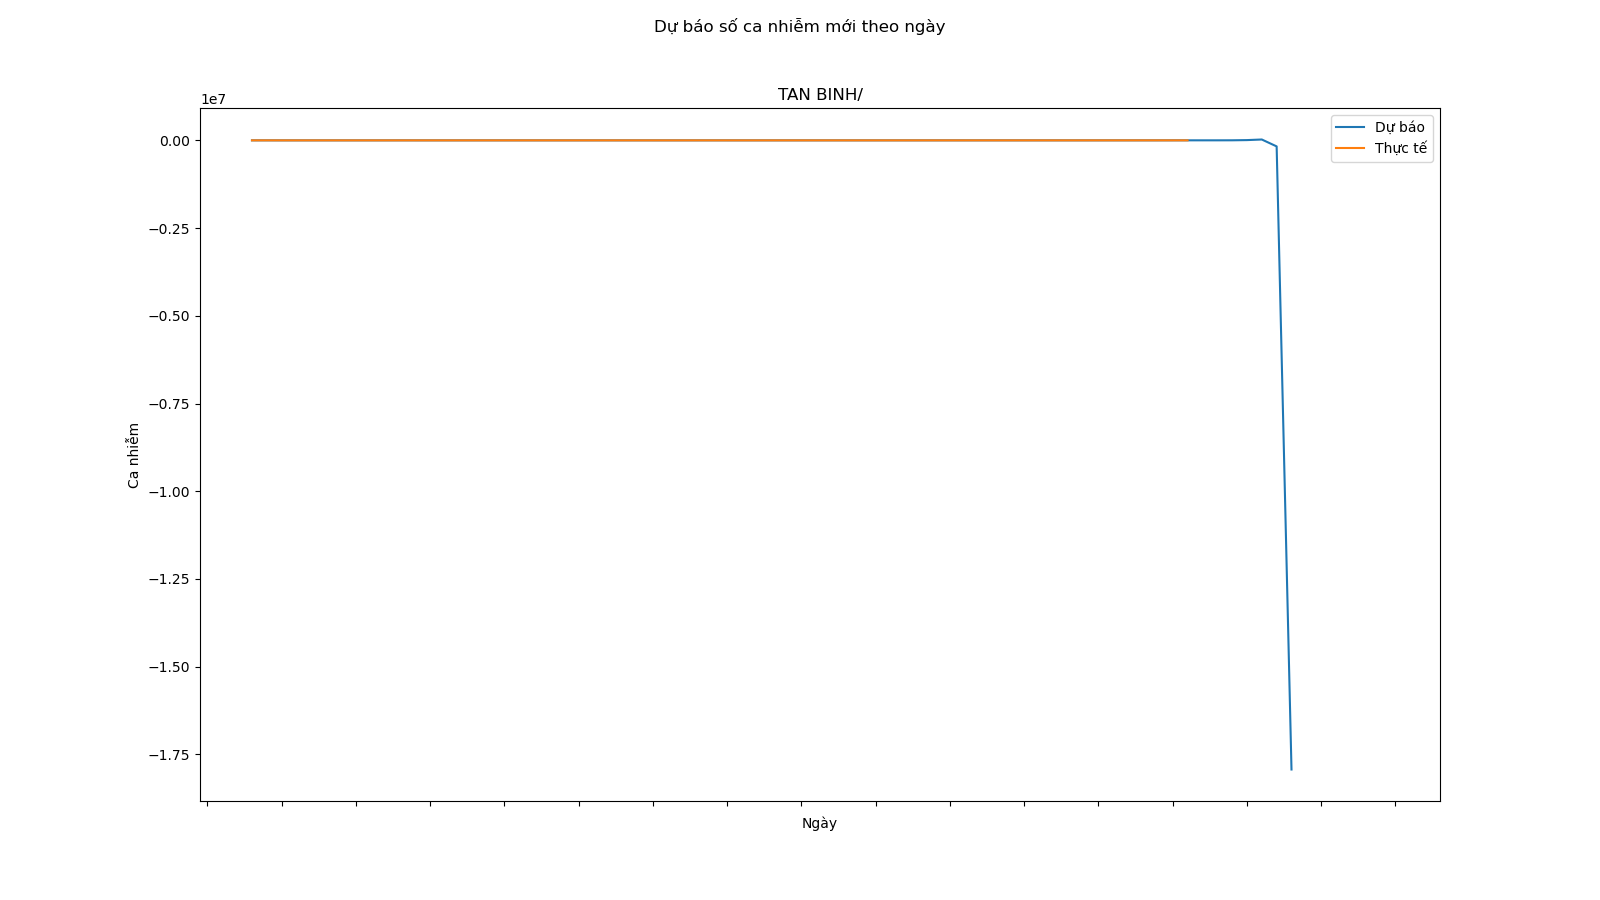 Dự báo số ca nhiễm mới theo ngày
TAN BINH/
1e7
Dự báo
Thực tế
0.00
−0.25
−0.50
−0.75
−1.00
−1.25
−1.50
−1.75
Ca nhiễm
Ngày